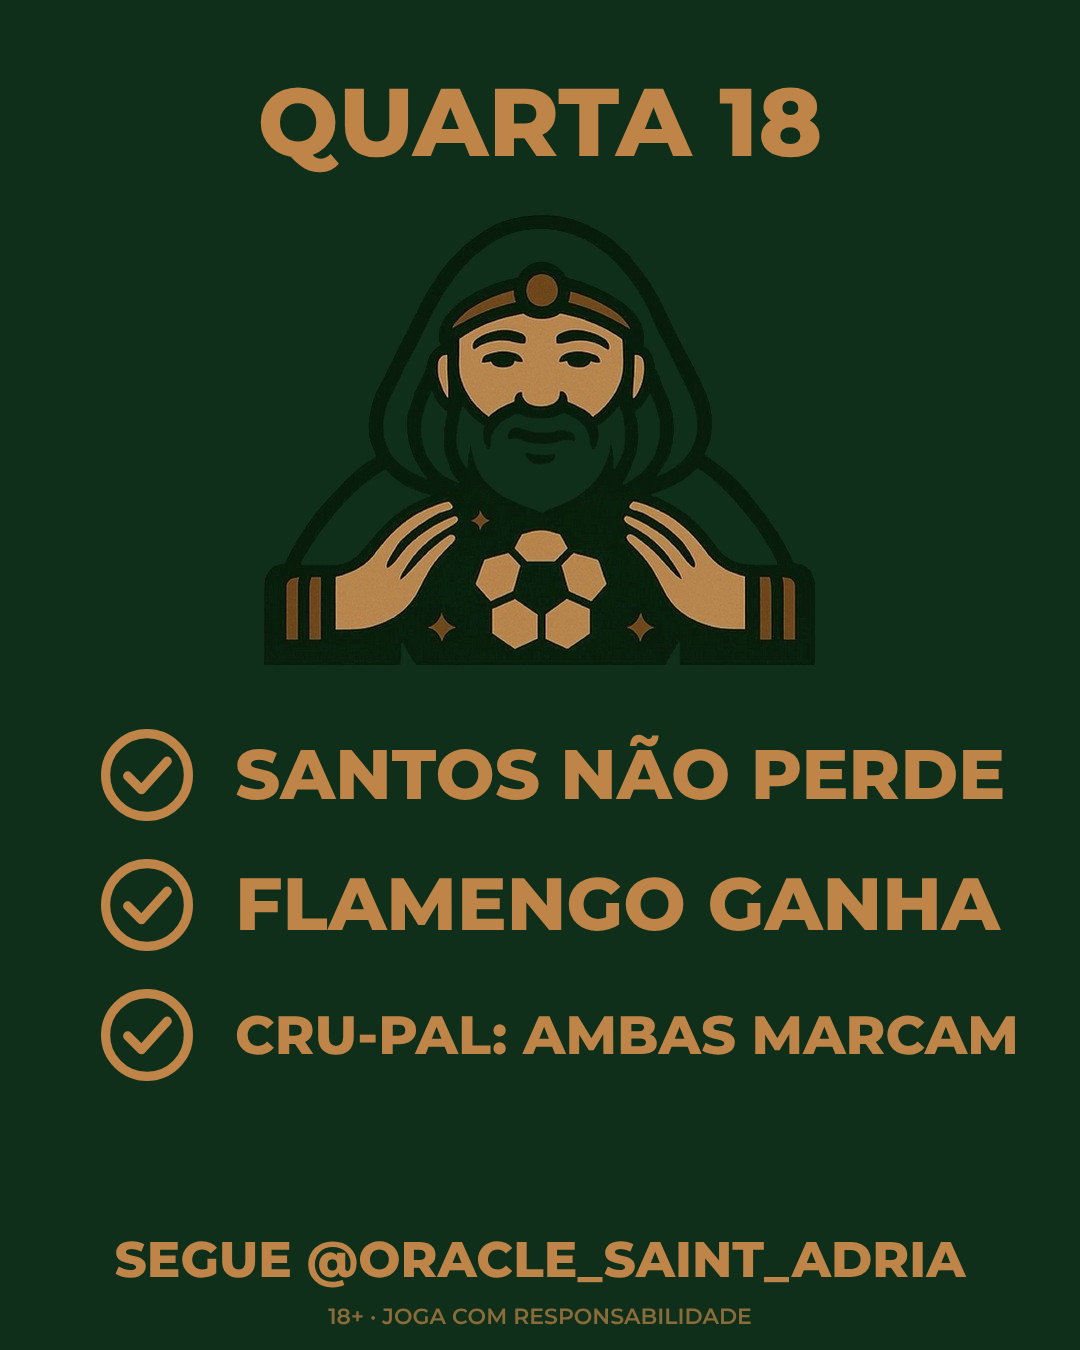 QUARTA 18
SANTOS NÃO PERDE
FLAMENGO GANHA
CRU-PAL: AMBAS MARCAM
SEGUE @ORACLE_SAINT_ADRIA
18+ · JOGA COM RESPONSABILIDADE